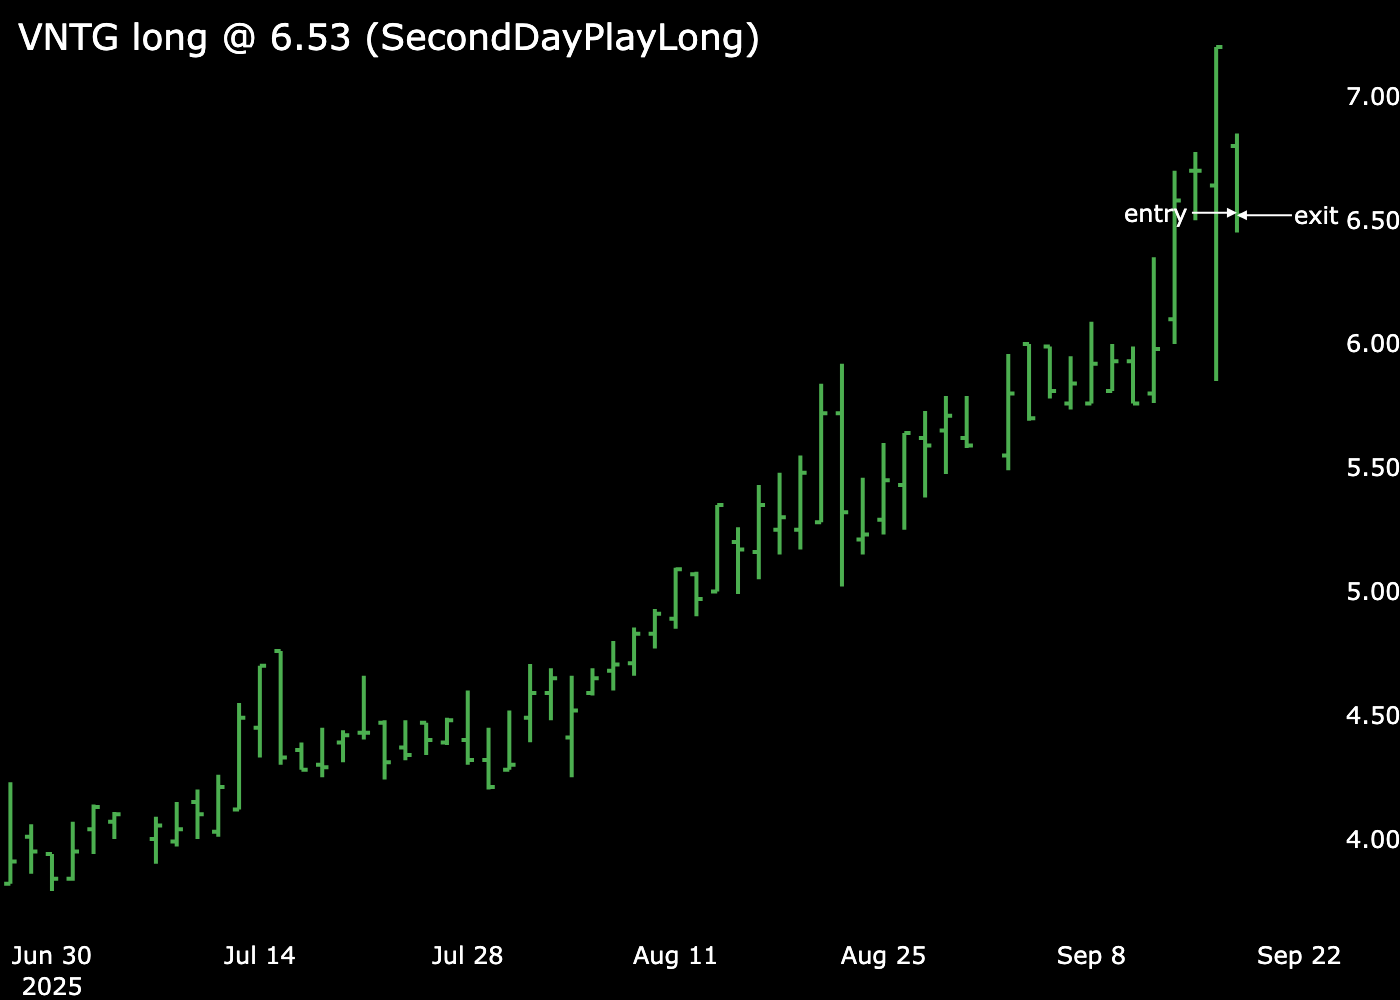 VNTG long @ 6.53 (SecondDayPlayLong)
7.00
entry
exit
6.50
6.00
5.50
5.00
4.50
4.00
Jun 30
2025
Jul 14
Jul 28
Aug 11
Aug 25
Sep 8
Sep 22